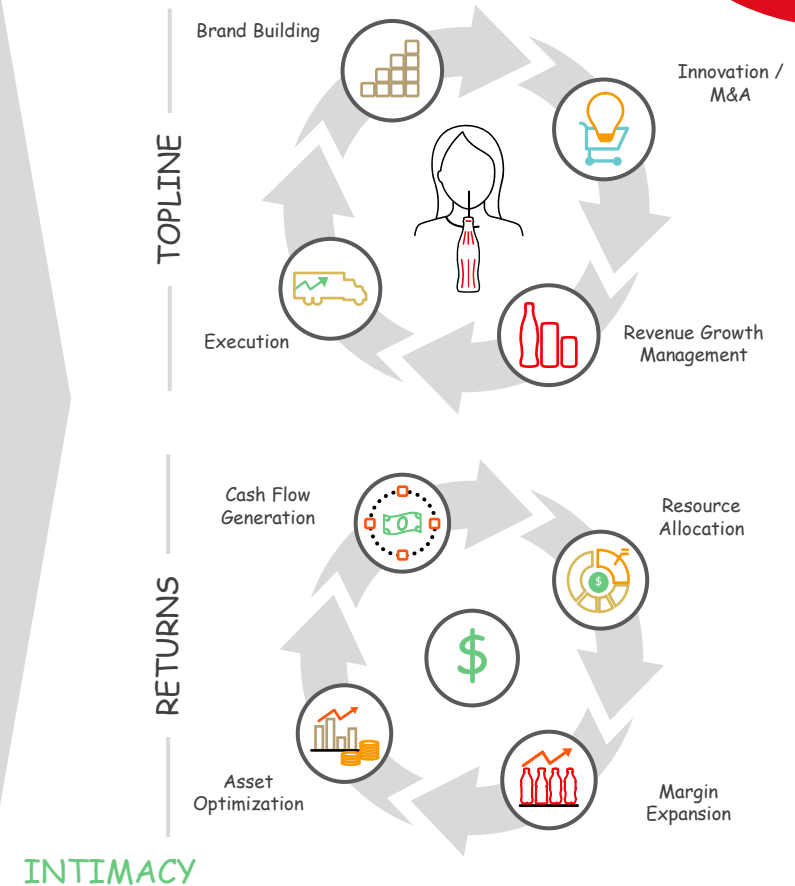 Brand Building
Innovation /
M&A
TOPLINE
Execution
Revenue Growth
Management
Cash Flow
Generation
Resource
Allocation
$
$
RETURNS
Asset
Optimization
Margin
Expansion
INTIMACY